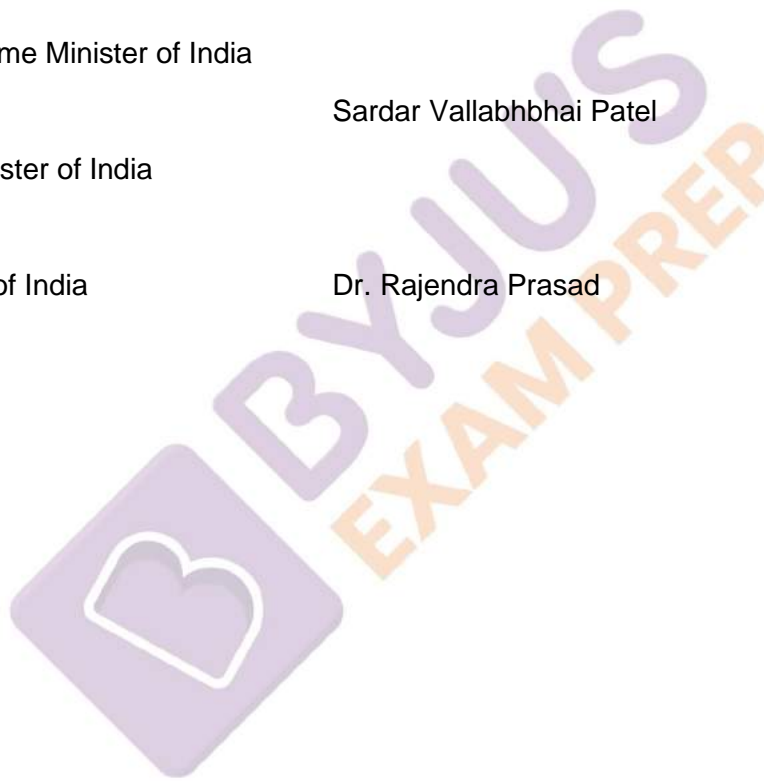 me Minister of India
Sardar Vallabhbhai Patel
ster of India
of India Dr. Rajendra Prasad
BYJU'S
EXAM PREP